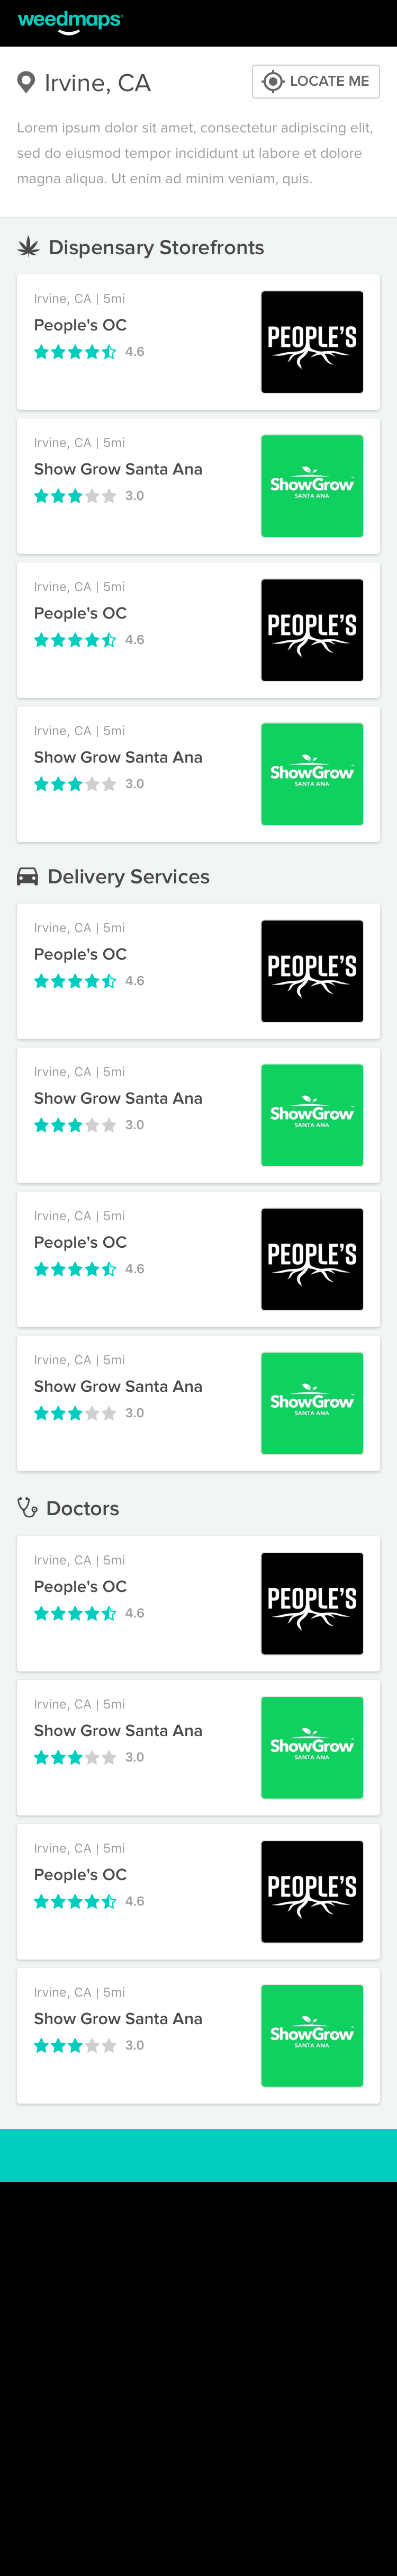 weedmaps
Irvine, CA
LOCATE ME
Lorem ipsum dolor sit amet, consectetur adipiscing elit,
sed do eiusmod tempor incididunt ut labore et dolore
magna aliqua. Ut enim ad minim veniam, quis.
Dispensary Storefronts
Irvine, CA | 5mi
People's OC
4.6
PEOPLE'S
Irvine, CA | 5mi
Show Grow Santa Ana
3.0
ShowGrow
SANTA ANA
Irvine, CA | 5mi
People's OC
4.6
PEOPLE'S
Irvine, CA | 5mi
Show Grow Santa Ana
3.0
ShowGrow
SANTA ANA
Delivery Services
Irvine, CA | 5mi
People's OC
4.6
PEOPLE'S
Irvine, CA | 5mi
Show Grow Santa Ana
3.0
ShowGrow
SANTA ANA
Irvine, CA | 5mi
People's OC
4.6
PEOPLE'S
Irvine, CA | 5mi
Show Grow Santa Ana
3.0
ShowGrow
SANTA ANA
Doctors
Irvine, CA | 5mi
People's OC
4.6
PEOPLE'S
Irvine, CA | 5mi
Show Grow Santa Ana
3.0
ShowGrow
SANTA ANA
Irvine, CA | 5mi
People's OC
4.6
PEOPLE'S
Irvine, CA | 5mi
Show Grow Santa Ana
3.0
ShowGrow
SANTA ANA